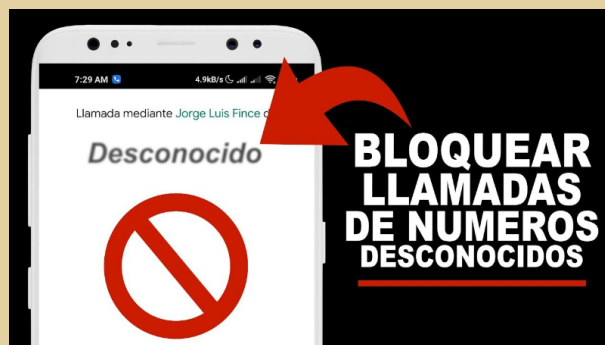 7:29 AM
4.9kB/s
Llamada mediante Jorge Luis Fince
Desconocido
BLOQUEAR
LLAMADAS
DE NUMEROS
DESCONOCIDOS